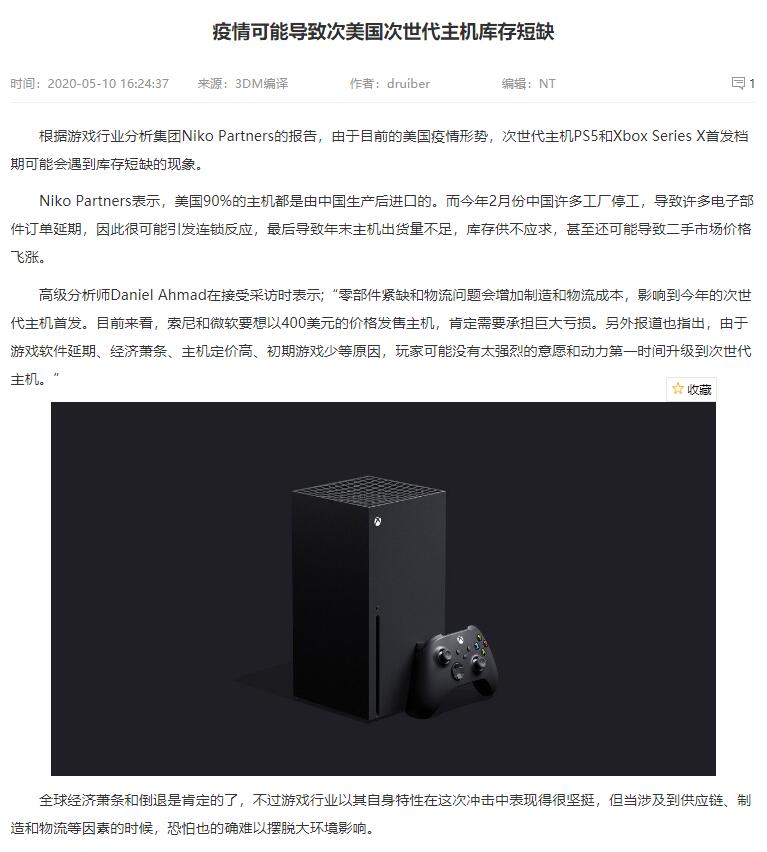 疫情可能导致次美国次世代主机库存短缺
时间：2020-05-10 16:24:37 来源：3DM编译 作者：druiber 编辑：NT 1
根据游戏行业分析集团Niko Partners的报告，由于目前的美国疫情形势，次世代主机PS5和Xbox Series X首发档
期可能会遇到库存短缺的现象。
Niko Partners表示，美国90%的主机都是由中国生产后进口的。而今年2月份中国许多工厂停工，导致许多电子部
件订单延期，因此很可能引发连锁反应，最后导致年末主机出货量不足，库存供不应求，甚至还可能导致二手市场价格
飞涨。
高级分析师Daniel Ahmad在接受采访时表示;“零部件紧缺和物流问题会增加制造和物流成本，影响到今年的次世
代主机首发。目前来看，索尼和微软要想以400美元的价格发售主机，肯定需要承担巨大亏损。另外报道也指出，由于
游戏软件延期、经济萧条、主机定价高、初期游戏少等原因，玩家可能没有太强烈的意愿和动力第一时间升级到次世代
主机。”
收藏
全球经济萧条和倒退是肯定的了，不过游戏行业以其自身特性在这次冲击中表现得很坚挺，但当涉及到供应链、制
造和物流等因素的时候，恐怕也的确难以摆脱大环境影响。